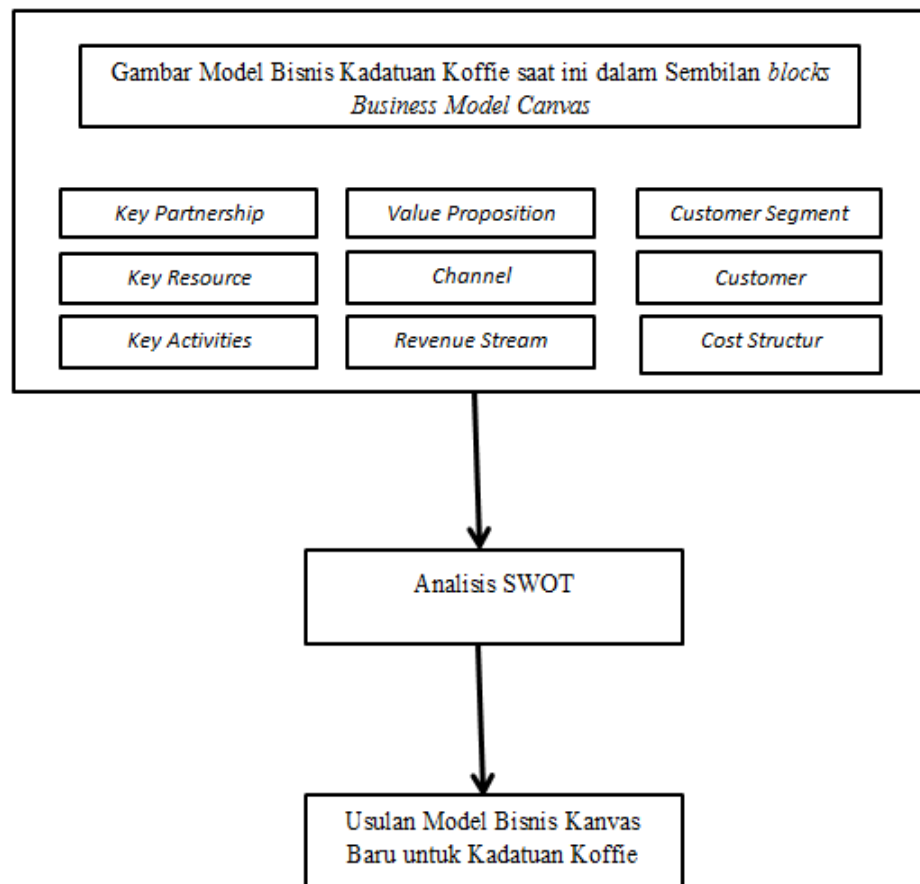 Gambar Model Bisnis Kadatuan Koffie saat ini dalam Sembilan blocks
Business Model Canvas
Key Partnership
Value Proposition
Customer Segment
Key Resource
Channel
Customer
Key Activities
Revenue Stream
Cost Structur
Analisis SWOT
Usulan Model Bisnis Kanvas
Baru untuk Kadatuan Koffie